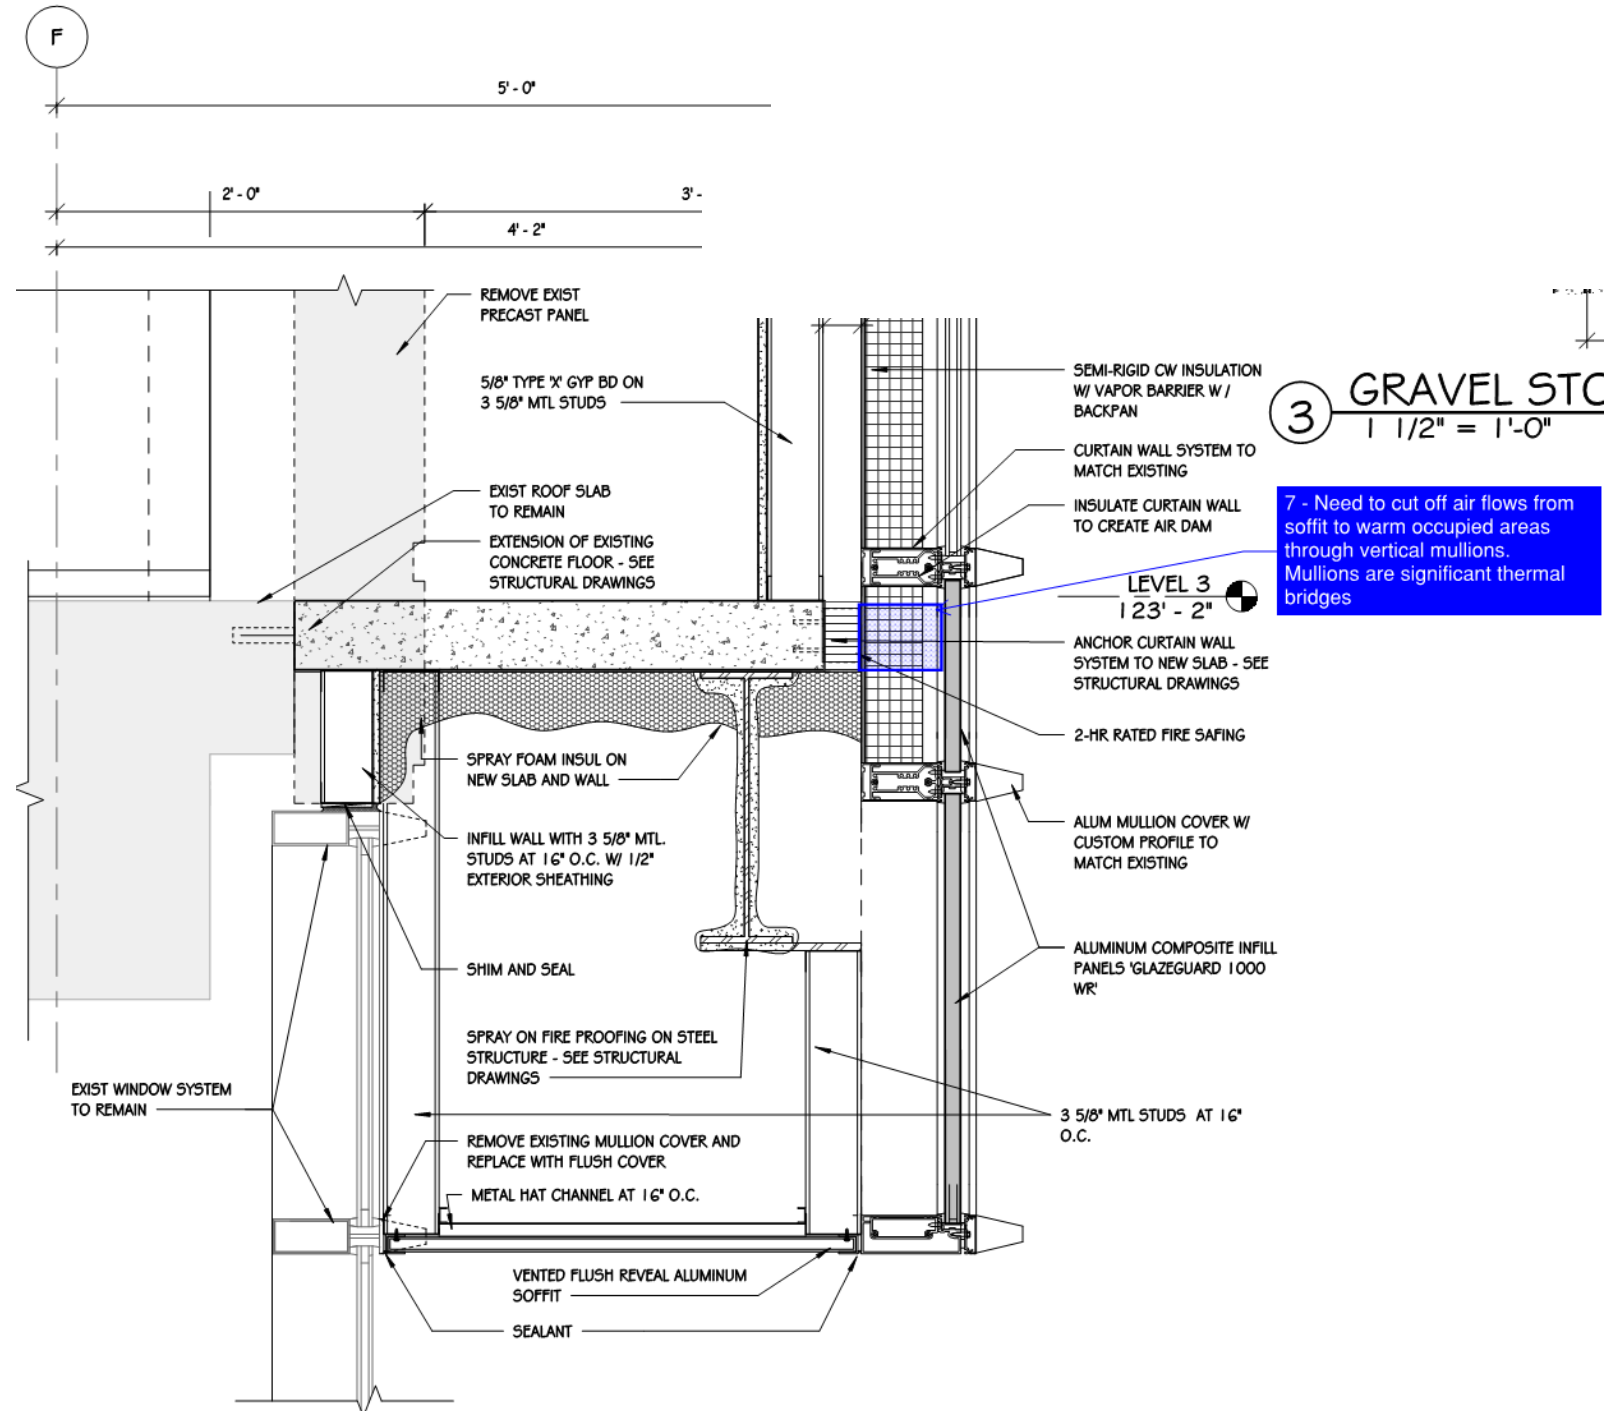 F
5' - 0"
2' - 0"
3' -
4' - 2"
REMOVE EXIST
PRECAST PANEL
5/8" TYPE 'X' GYP BD ON
3 5/8" MTL STUDS
EXIST ROOF SLAB
TO REMAIN
EXTENSION OF EXISTING
CONCRETE FLOOR - SEE
STRUCTURAL DRAWINGS
SPRAY FOAM INSUL ON
NEW SLAB AND WALL
INFILL WALL WITH 3 5/8" MTL.
STUDS AT 16" O.C. W/ 1/2"
EXTERIOR SHEATHING
SHIM AND SEAL
SPRAY ON FIRE PROOFING ON STEEL
STRUCTURE - SEE STRUCTURAL
DRAWINGS
EXIST WINDOW SYSTEM
TO REMAIN
REMOVE EXISTING MULLION COVER AND
REPLACE WITH FLUSH COVER
METAL HAT CHANNEL AT 16" O.C.
VENTED FLUSH REVEAL ALUMINUM
SOFFIT
SEALANT
SEMI-RIGID CW INSULATION
W/ VAPOR BARRIER W /
BACKPAN
CURTAIN WALL SYSTEM TO
MATCH EXISTING
INSULATE CURTAIN WALL
TO CREATE AIR DAM
LEVEL 3
123' - 2"
ANCHOR CURTAIN WALL
SYSTEM TO NEW SLAB - SEE
STRUCTURAL DRAWINGS
2-HR RATED FIRE SAFING
ALUM MULLION COVER W/
CUSTOM PROFILE TO
MATCH EXISTING
ALUMINUM COMPOSITE INFILL
PANELS 'GLAZEGUARD 1000
WR'
3 5/8" MTL STUDS AT 16"
O.C.
3
GRAVEL STO
1 1/2" = 1'-0"
7 - Need to cut off air flows from
soffit to warm occupied areas
through vertical mullions.
Mullions are significant thermal
bridges